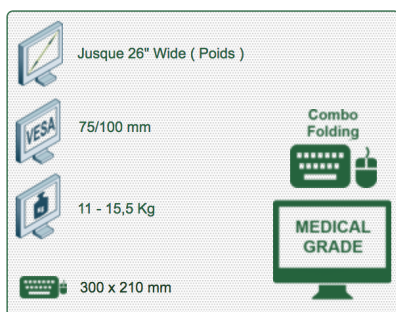 Jusque 26" Wide ( Poids )
VESA
75/100 mm
Combo
Folding
KG
11 - 15,5 Kg
MEDICAL
GRADE
300 x 210 mm